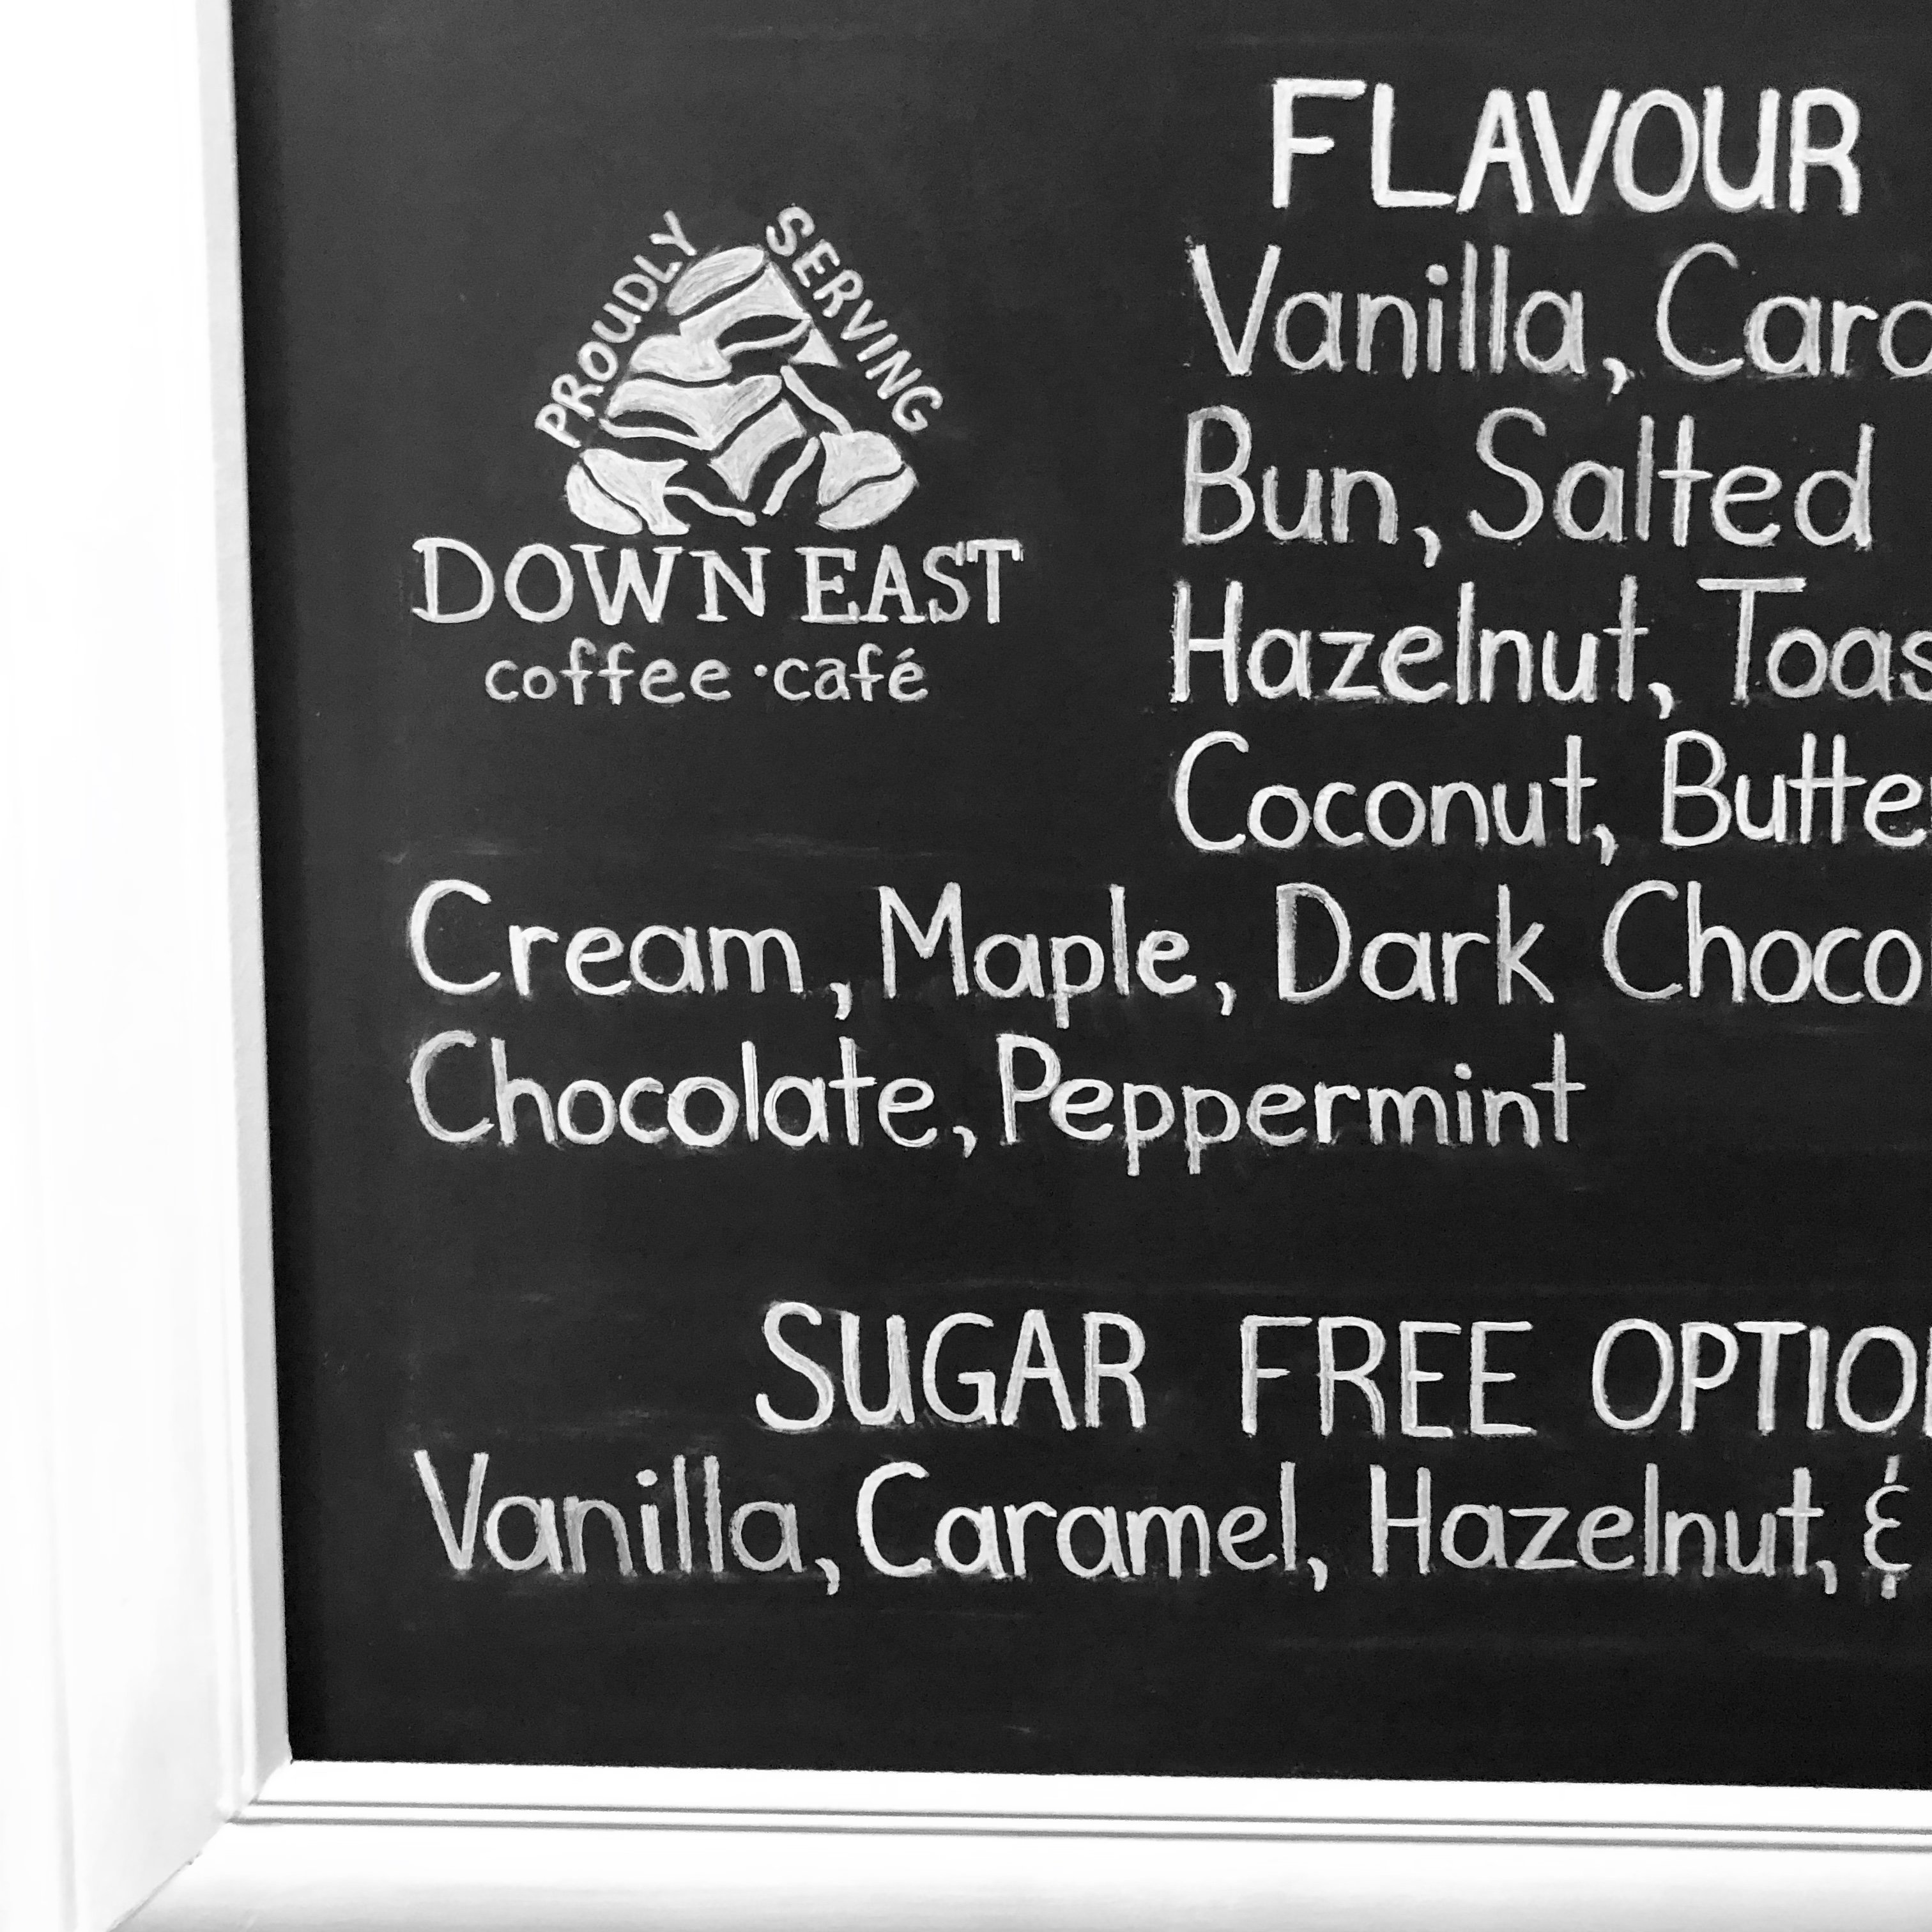 PROUDLY SERVING
DOWN EAST
coffee · café
FLAVOUR
Vanilla, Cara
Bun, Salted
Hazelnut, Toas
Coconut, Butte
Cream, Maple, Dark Choco
Chocolate, Peppermint
SUGAR FREE OPTIO
Vanilla, Caramel, Hazelnut, &